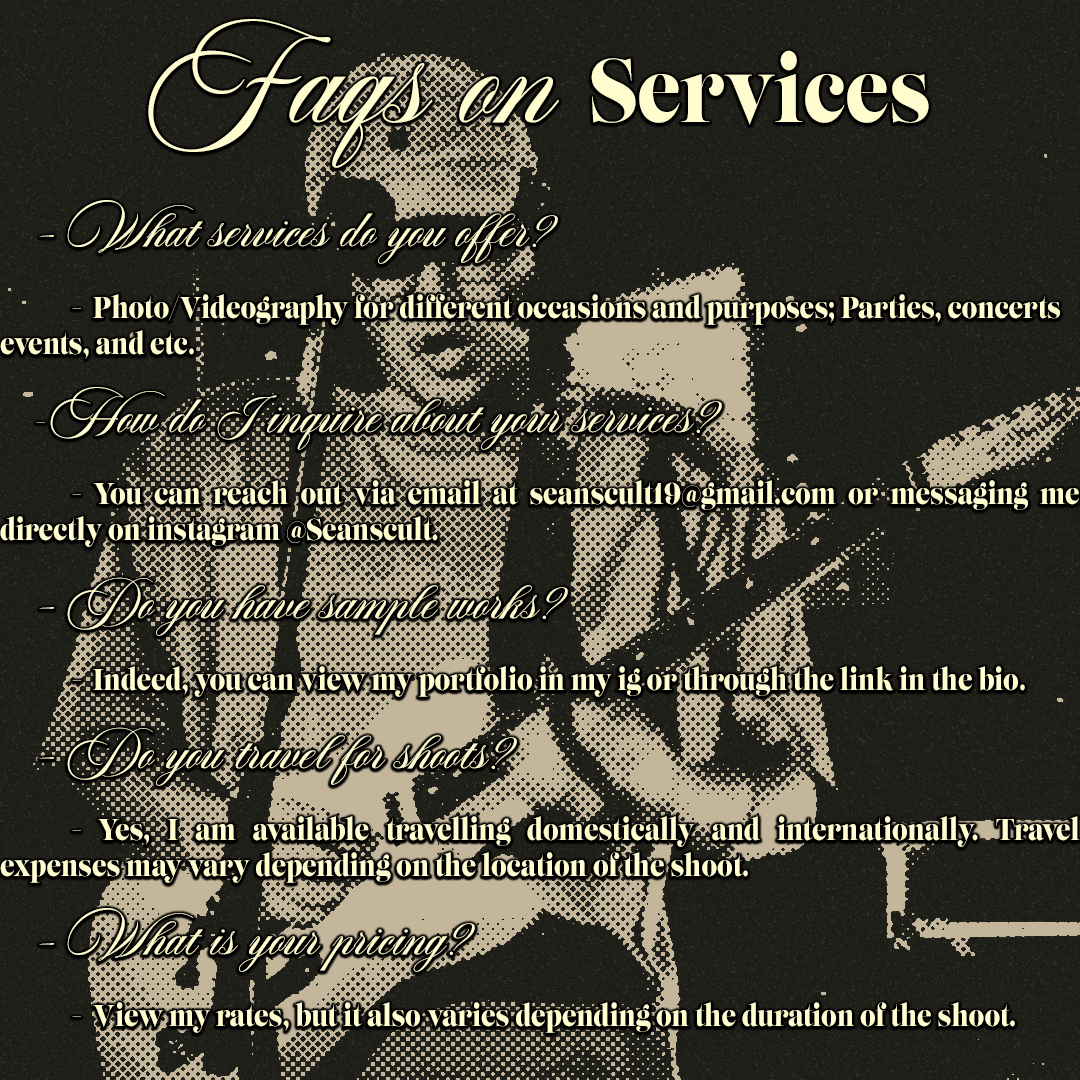 Faqs on Services
- What services do you offer?
- Photo/Videography for different occasions and purposes; Parties, concerts
events, and etc.
-How do I inquire about your services?
- You can reach out via email at seanscult19@gmail.com or messaging me
directly on instagram @Seanscult.
- Do you have sample works?
- Indeed, you can view my portfolio in my ig or through the link in the bio.
- Do you travel for shoots?
- Yes, I am available travelling domestically and internationally. Travel
expenses may vary depending on the location of the shoot.
- What is your pricing?
- View my rates, but it also varies depending on the duration of the shoot.